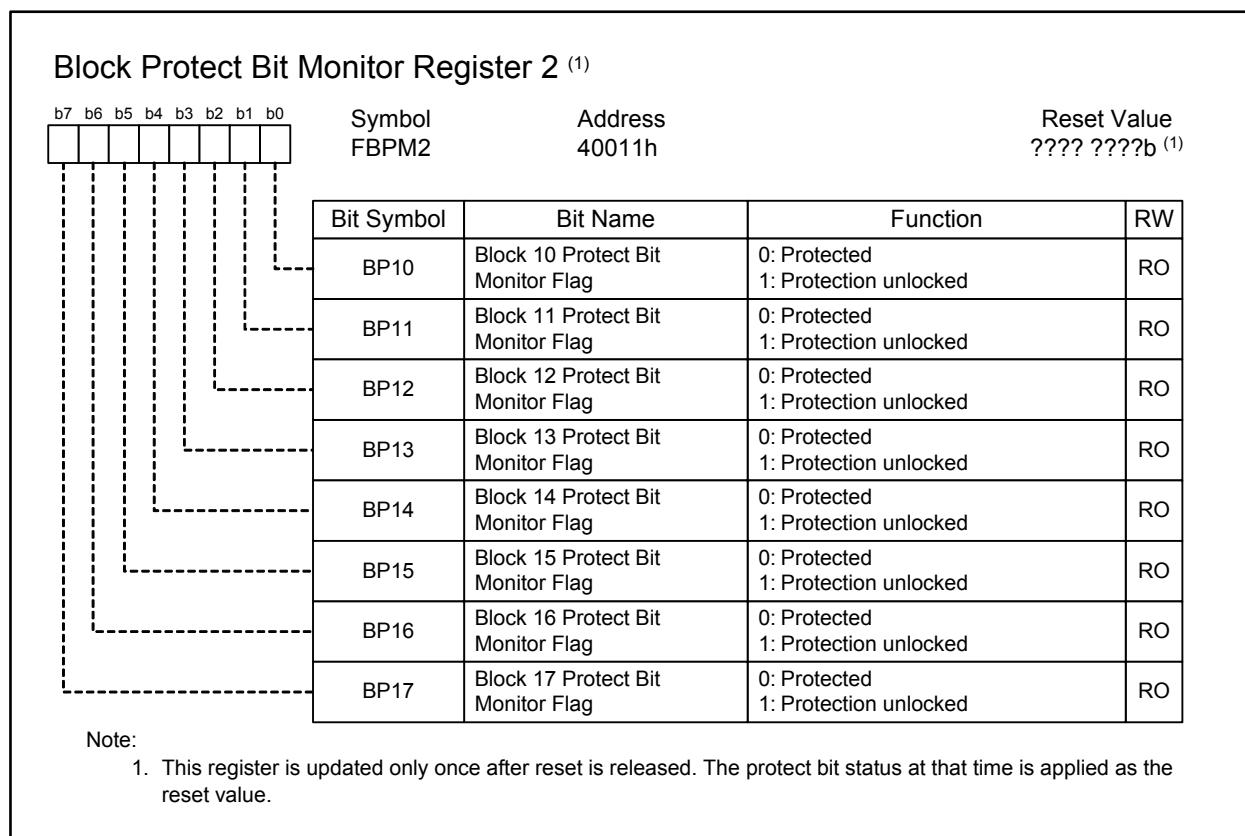 Block Protect Bit Monitor Register 2 (1)
b7 b6 b5 b4 b3 b2 b1 b0
Symbol Address Reset Value
FBPM2 40011h ???? ????b (1)
Bit Symbol Bit Name Function RW
BP10 Block 10 Protect Bit Monitor Flag 0: Protected 1: Protection unlocked RO
BP11 Block 11 Protect Bit Monitor Flag 0: Protected 1: Protection unlocked RO
BP12 Block 12 Protect Bit Monitor Flag 0: Protected 1: Protection unlocked RO
BP13 Block 13 Protect Bit Monitor Flag 0: Protected 1: Protection unlocked RO
BP14 Block 14 Protect Bit Monitor Flag 0: Protected 1: Protection unlocked RO
BP15 Block 15 Protect Bit Monitor Flag 0: Protected 1: Protection unlocked RO
BP16 Block 16 Protect Bit Monitor Flag 0: Protected 1: Protection unlocked RO
BP17 Block 17 Protect Bit Monitor Flag 0: Protected 1: Protection unlocked RO
Note:
1. This register is updated only once after reset is released. The protect bit status at that time is applied as the
reset value.